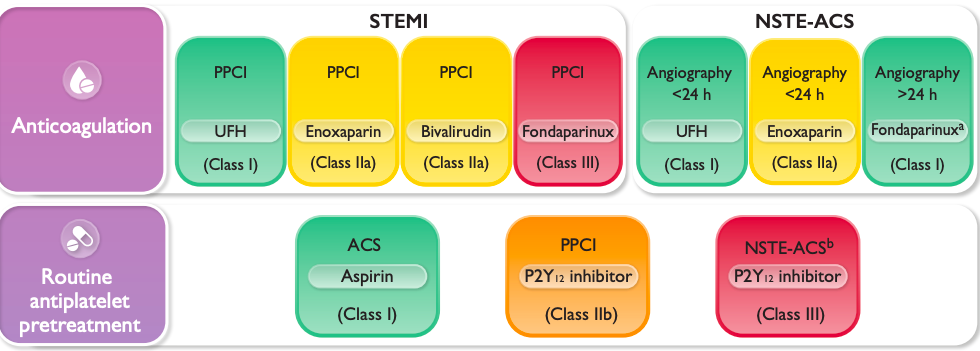 STEMI
NSTE-ACS
Anticoagulation
PPCI
UFH
(Class I)
PPCI
Enoxaparin
(Class IIa)
PPCI
Bivalirudin
(Class IIa)
PPCI
Fondaparinux
(Class III)
Angiography
<24 h
UFH
(Class I)
Angiography
<24 h
Enoxaparin
(Class IIa)
Angiography
>24 h
Fondaparinuxᵃ
(Class I)
Routine
antiplatelet
pretreatment
ACS
Aspirin
(Class I)
PPCI
P2Y₁₂ inhibitor
(Class IIb)
NSTE-ACSᵇ
P2Y₁₂ inhibitor
(Class III)